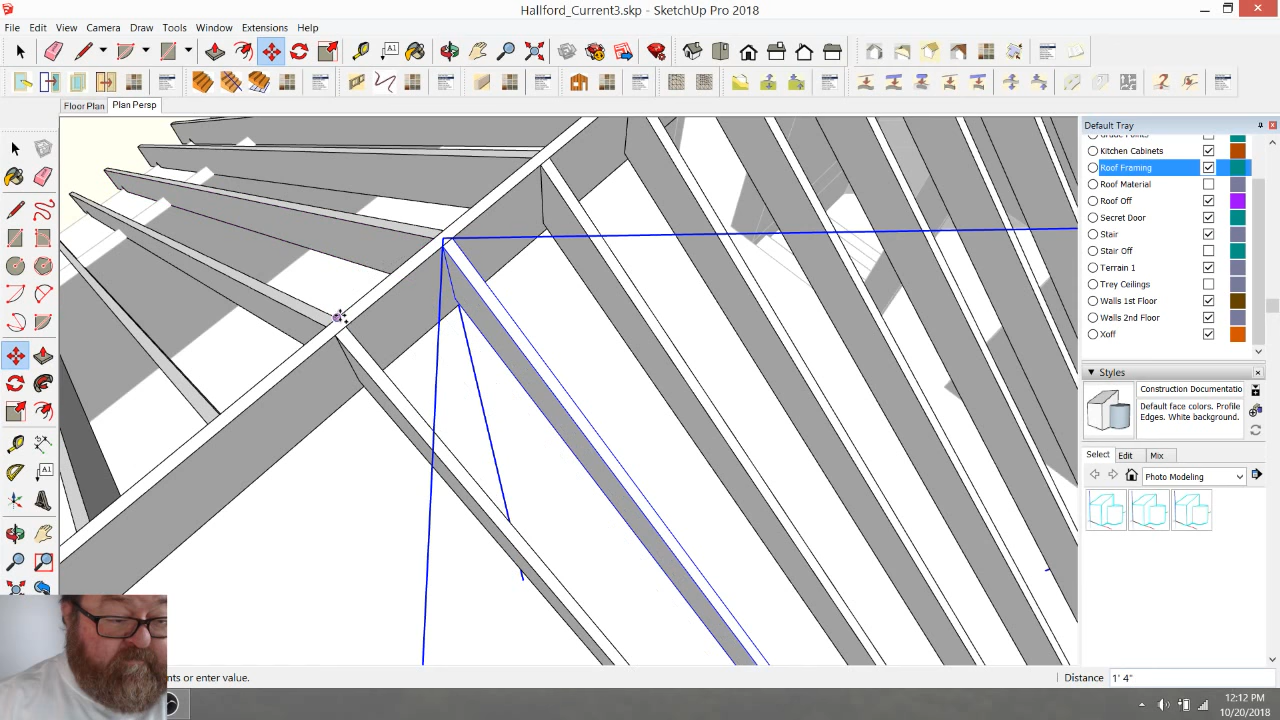 Hallford_Current3.skp - SketchUp Pro 2018
File Edit View Camera Draw Tools Window Extensions Help
Floor Plan Plan Persp
Default Tray
Kitchen Cabinets
Roof Framing
Roof Material
Roof Off
Secret Door
Stair
Stair Off
Terrain 1
Trey Ceilings
Walls 1st Floor
Walls 2nd Floor
Xoff
Styles
Construction Documentatio
Default face colors. Profile
Edges. White background.
Select Edit Mix
Photo Modeling
nts or enter value.
Distance 1' 4"
12:12 PM
10/20/2018